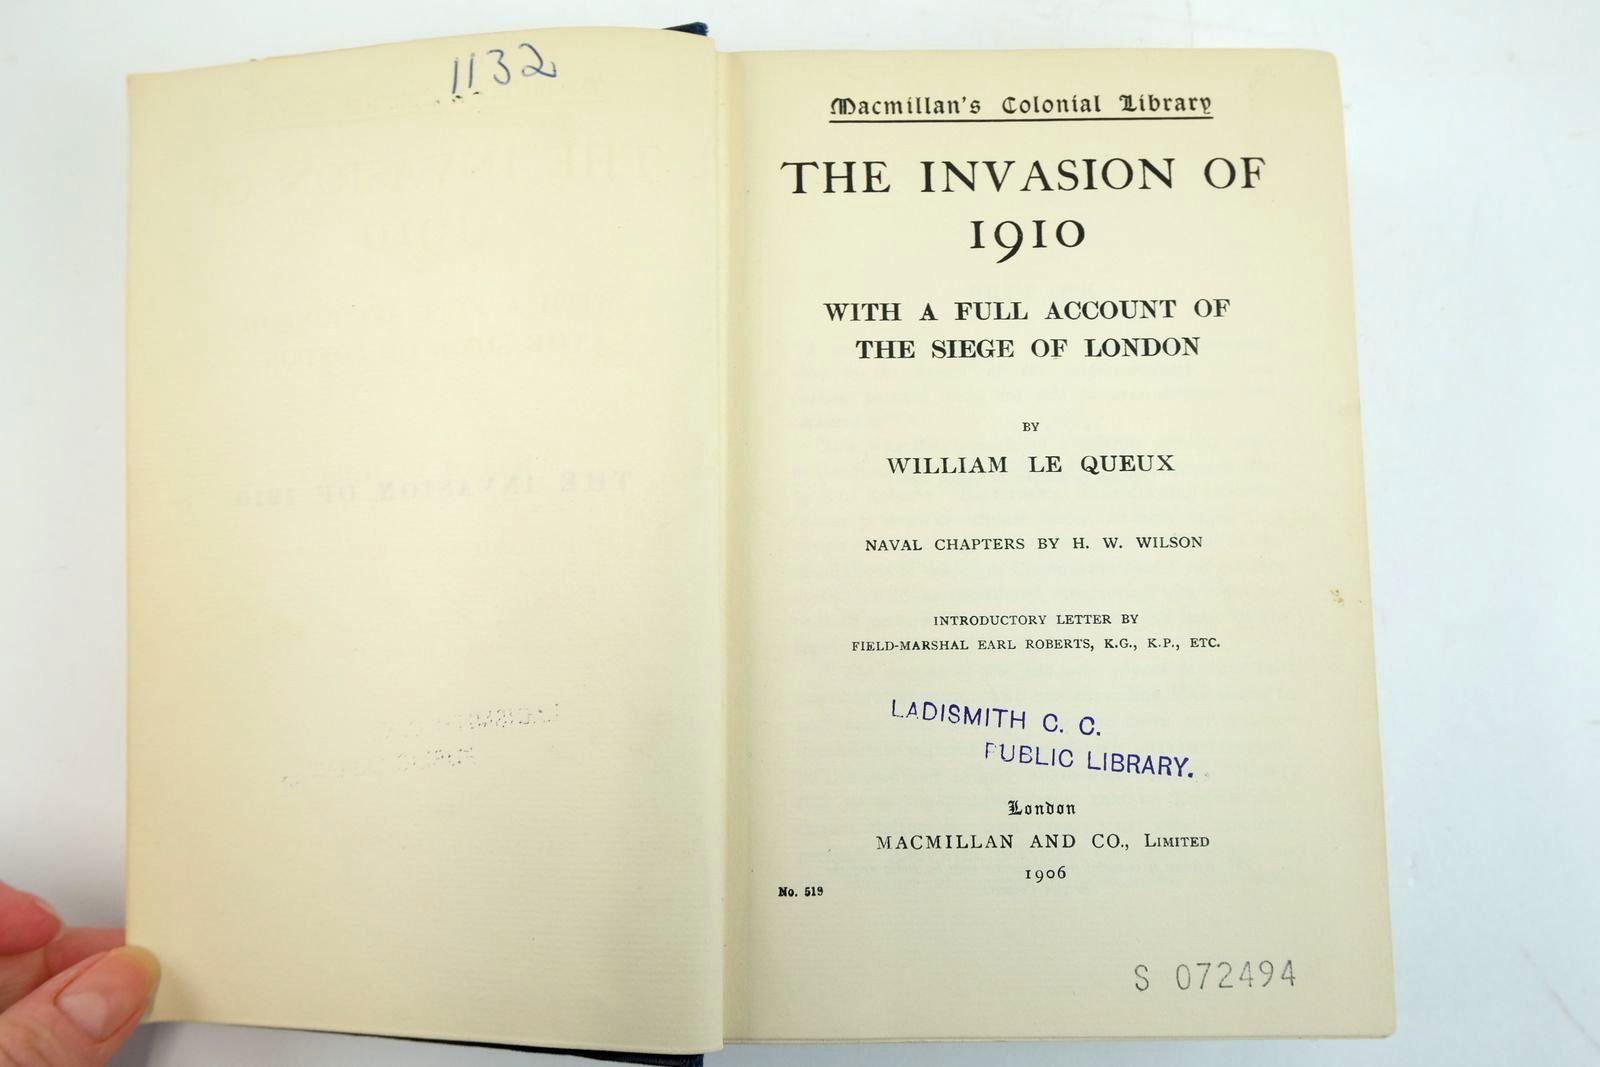 1132
Macmillan's Colonial Library
THE INVASION OF
1910
WITH A FULL ACCOUNT OF
THE SIEGE OF LONDON
BY
WILLIAM LE QUEUX
NAVAL CHAPTERS BY H. W. WILSON
INTRODUCTORY LETTER BY
FIELD-MARSHAL EARL ROBERTS, K.G., K.P., ETC.
LADISMITH C. C.
PUBLIC LIBRARY.
London
MACMILLAN AND CO., LIMITED
1906
No. 519
S 072494